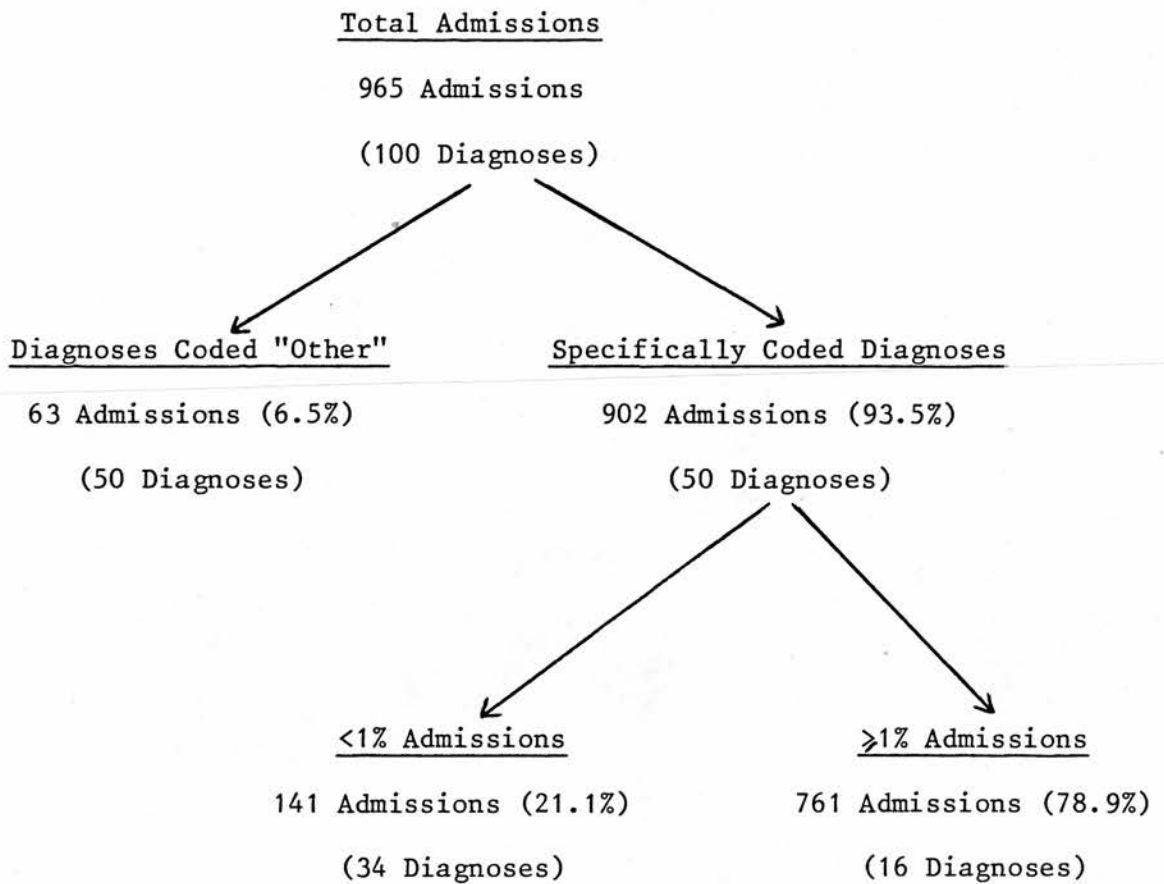 Total Admissions
965 Admissions
(100 Diagnoses)
Diagnoses Coded "Other"
63 Admissions (6.5%)
(50 Diagnoses)
Specifically Coded Diagnoses
902 Admissions (93.5%)
(50 Diagnoses)
<1% Admissions
141 Admissions (21.1%)
(34 Diagnoses)
⩾1% Admissions
761 Admissions (78.9%)
(16 Diagnoses)